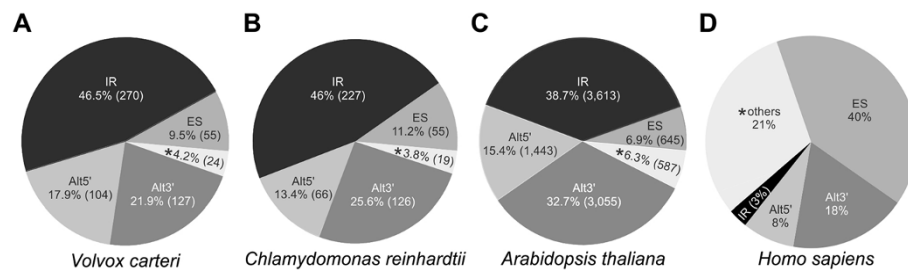 A
IR
46.5% (270)
ES
9.5% (55)
*4.2% (24)
Alt3'
21.9% (127)
Alt5'
17.9% (104)
Volvox carteri
B
IR
46% (227)
ES
11.2% (55)
*3.8% (19)
Alt3'
25.6% (126)
Alt5'
13.4% (66)
Chlamydomonas reinhardtii
C
IR
38.7% (3,613)
ES
6.9% (645)
*6.3% (587)
Alt3'
32.7% (3,055)
Alt5'
15.4% (1,443)
Arabidopsis thaliana
D
*others
21%
ES
40%
Alt3'
18%
Alt5'
8%
IR (3%)
Homo sapiens